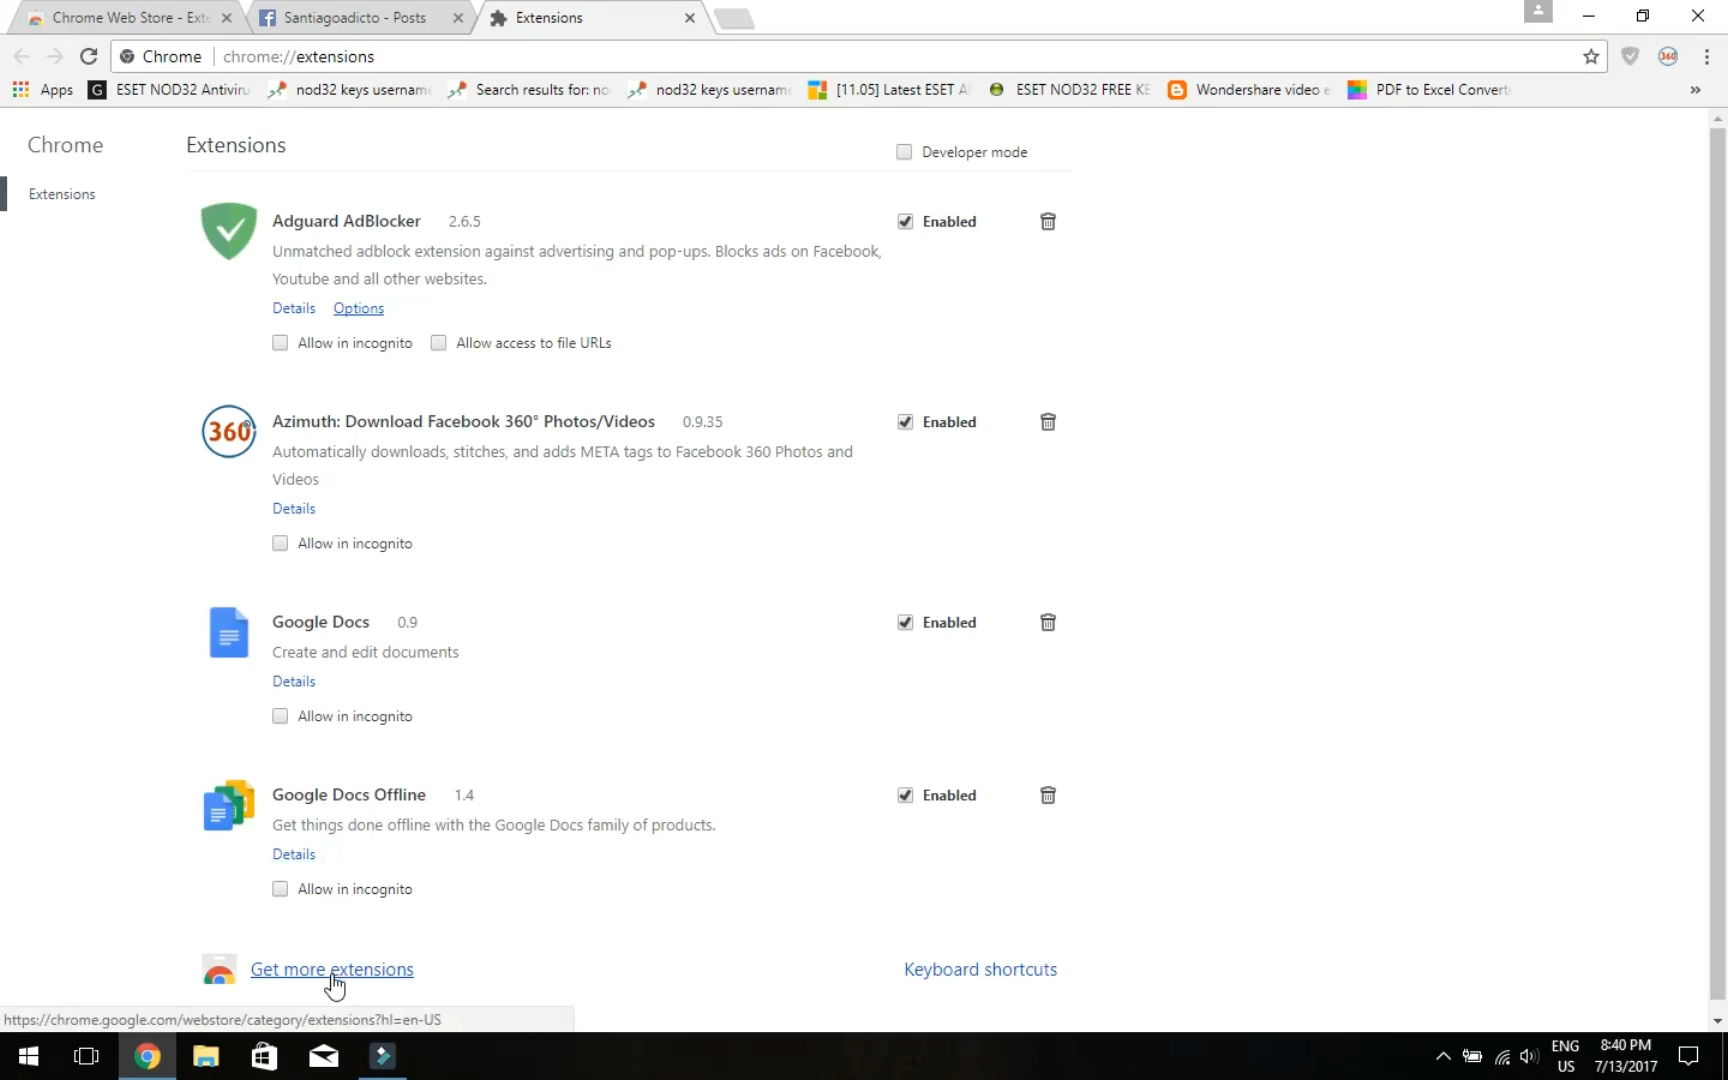 Chrome Web Store - Exte
Santiagoadicto - Posts
Extensions
Chrome
chrome://extensions
360
Apps
G
ESET NOD32 Antiviru
nod32 keys usernam
Search results for: no
nod32 keys usernam
[11.05] Latest ESET A
ESET NOD32 FREE KE
Wondershare video e
PDF to Excel Convert
»
Chrome
Extensions
Extensions
Developer mode
Adguard AdBlocker 2.6.5
Enabled
Unmatched adblock extension against advertising and pop-ups. Blocks ads on Facebook,
Youtube and all other websites.
Details Options
Allow in incognito Allow access to file URLs
360°
Azimuth: Download Facebook 360° Photos/Videos 0.9.35
Enabled
Automatically downloads, stitches, and adds META tags to Facebook 360 Photos and
Videos
Details
Allow in incognito
Google Docs 0.9
Enabled
Create and edit documents
Details
Allow in incognito
Google Docs Offline 1.4
Enabled
Get things done offline with the Google Docs family of products.
Details
Allow in incognito
Get more extensions
Keyboard shortcuts
https://chrome.google.com/webstore/category/extensions?hl=en-US
ENG
US
8:40 PM
7/13/2017